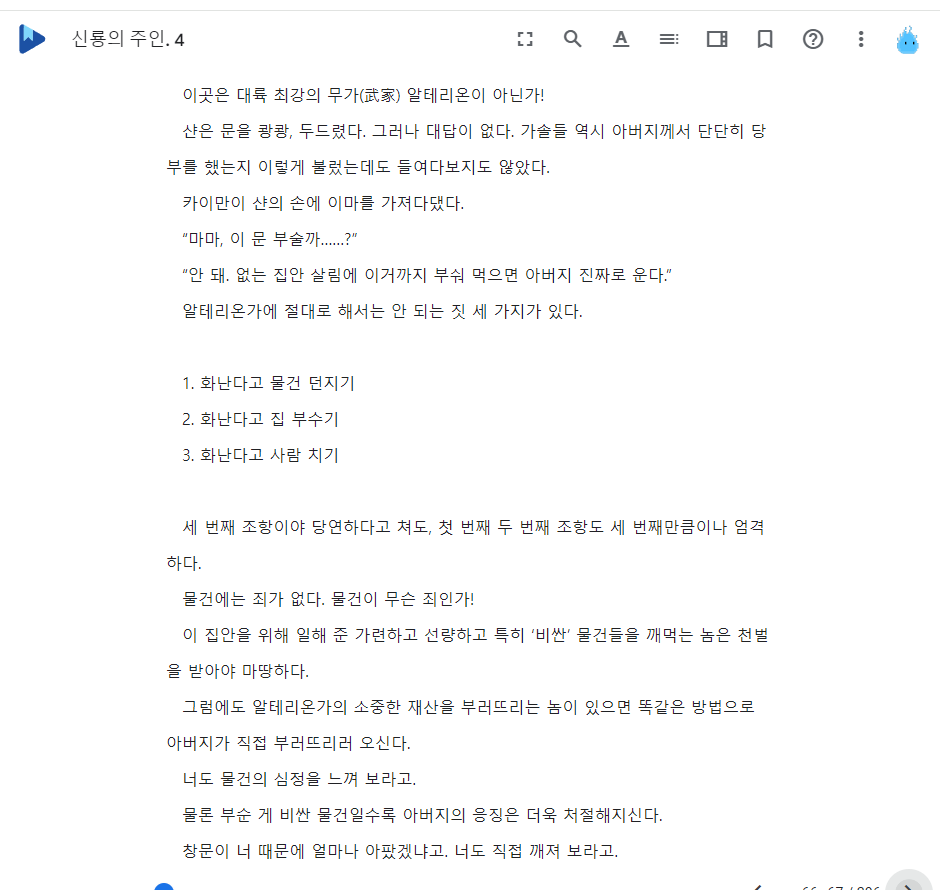 신룡의 주인. 4
이곳은 대륙 최강의 무가(武家) 알테리온이 아닌가!
샨은 문을 쾅쾅, 두드렸다. 그러나 대답이 없다. 가솔들 역시 아버지께서 단단히 당
부를 했는지 이렇게 불렀는데도 들여다보지도 않았다.
카이만이 샨의 손에 이마를 가져다댔다.
“마마, 이 문 부술까……?”
“안 돼. 없는 집안 살림에 이거까지 부숴 먹으면 아버지 진짜로 운다.”
알테리온가에 절대로 해서는 안 되는 짓 세 가지가 있다.
1. 화난다고 물건 던지기
2. 화난다고 집 부수기
3. 화난다고 사람 치기
세 번째 조항이야 당연하다고 쳐도, 첫 번째 두 번째 조항도 세 번째만큼이나 엄격
하다.
물건에는 죄가 없다. 물건이 무슨 죄인가!
이 집안을 위해 일해 준 가련하고 선량하고 특히 ‘비싼’ 물건들을 깨먹는 놈은 천벌
을 받아야 마땅하다.
그럼에도 알테리온가의 소중한 재산을 부러뜨리는 놈이 있으면 똑같은 방법으로
아버지가 직접 부러뜨리러 오신다.
너도 물건의 심정을 느껴 보라고.
물론 부순 게 비싼 물건일수록 아버지의 응징은 더욱 처절해지신다.
창문이 너 때문에 얼마나 아팠겠냐고. 너도 직접 깨져 보라고.